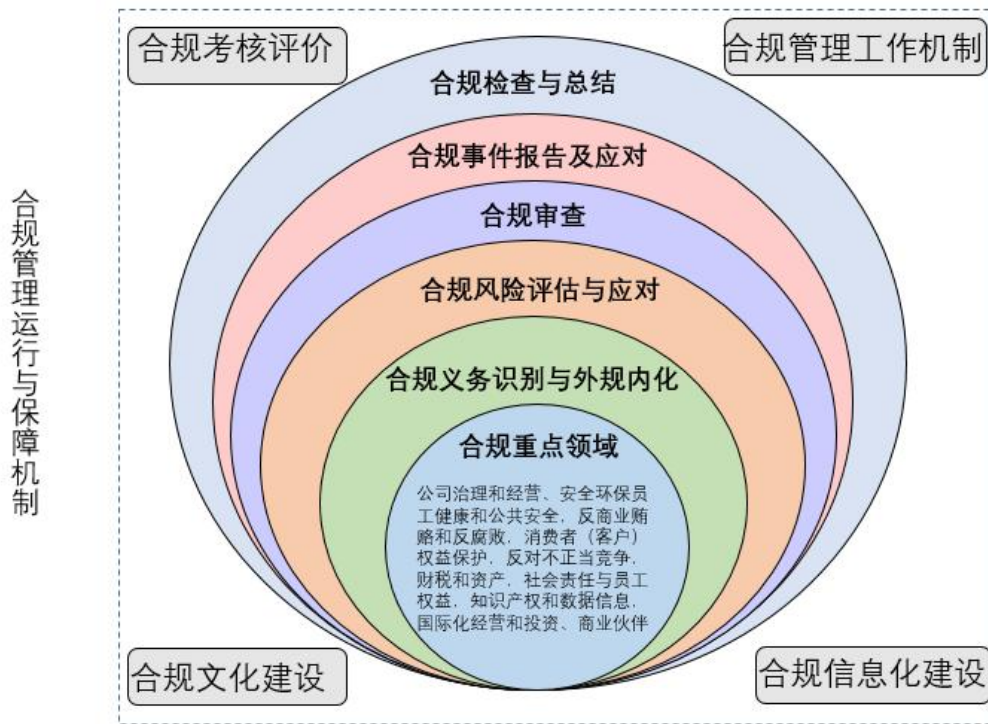 合规管理运行与保障机制
合规考核评价
合规管理工作机制
合规检查与总结
合规事件报告及应对
合规审查
合规风险评估与应对
合规义务识别与外规内化
合规重点领域
公司治理和经营、安全环保员
工健康和公共安全、反商业贿
赂和反腐败、消费者（客户）
权益保护、反对不正当竞争、
财税和资产、社会责任与员工
权益、知识产权和数据信息、
国际化经营和投资、商业伙伴
合规文化建设
合规信息化建设